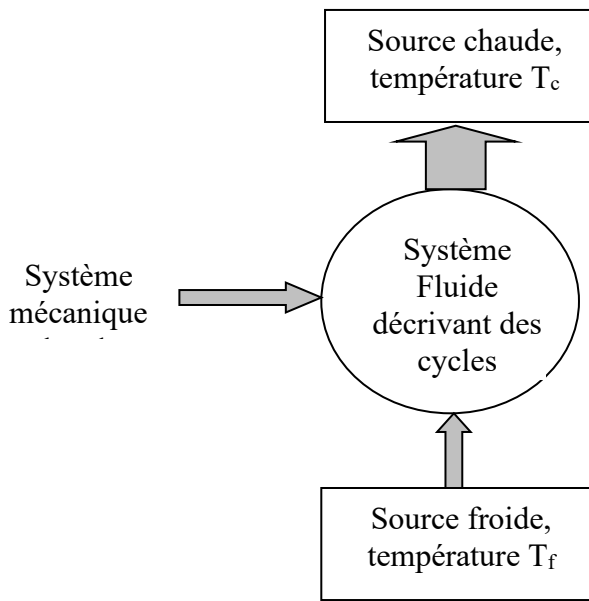 Source chaude,
température Tc
Système
Fluide
décrivant des
cycles
Système
mécanique
Source froide,
température Tf